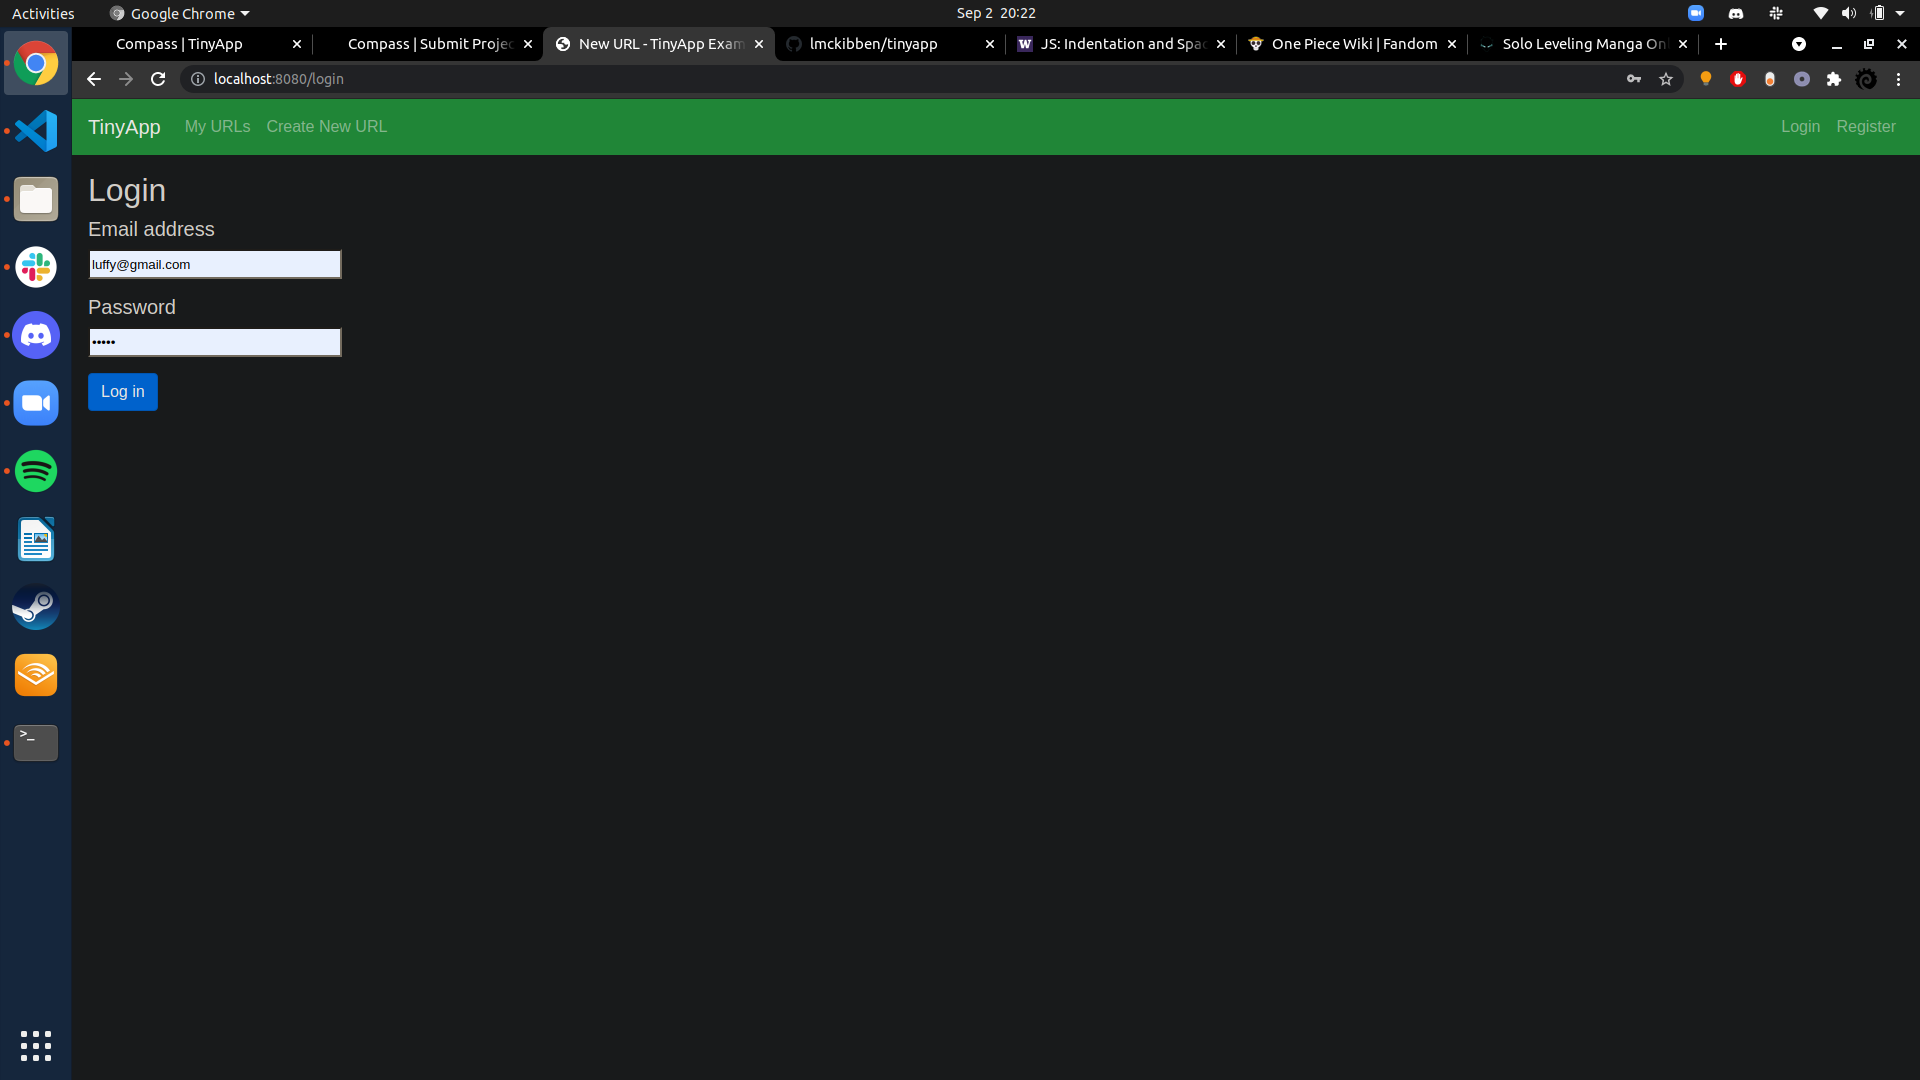 Activities
Google Chrome
Sep 2 20:22
Compass | TinyApp
Compass | Submit Projec
New URL - TinyApp Exam
lmckibben/tinyapp
JS: Indentation and Spac
One Piece Wiki | Fandom
Solo Leveling Manga Onl
localhost:8080/login
TinyApp
My URLs
Create New URL
Login
Register
Login
Email address
luffy@gmail.com
Password
•••••
Log in